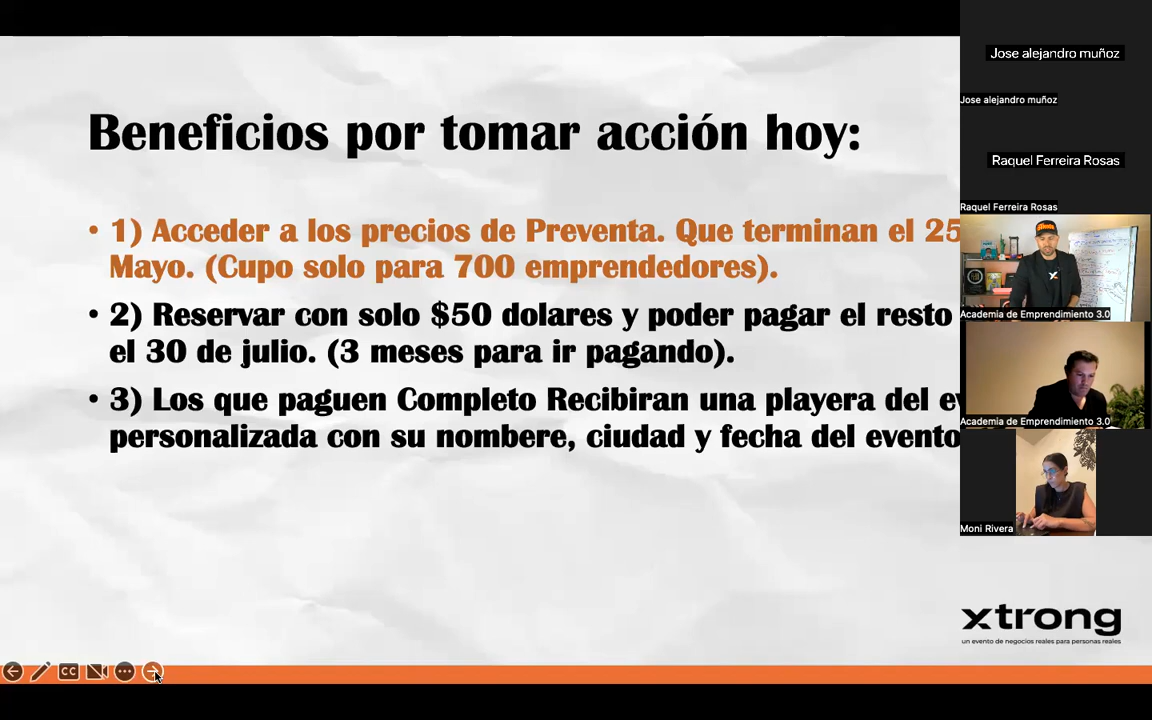 Beneficios por tomar acción hoy:
• 1) Acceder a los precios de Preventa. Que terminan el 25
Mayo. (Cupo solo para 700 emprendedores).
• 2) Reservar con solo $50 dolares y poder pagar el resto
el 30 de julio. (3 meses para ir pagando).
• 3) Los que paguen Completo Recibiran una playera del
personalizada con su nombere, ciudad y fecha del evento
Jose alejandro muñoz
Jose alejandro muñoz
Raquel Ferreira Rosas
Raquel Ferreira Rosas
Academia de Emprendimiento 3.0
Academia de Emprendimiento 3.0
Moni Rivera
xtrong
un evento de negocios reales para personas reales
CC